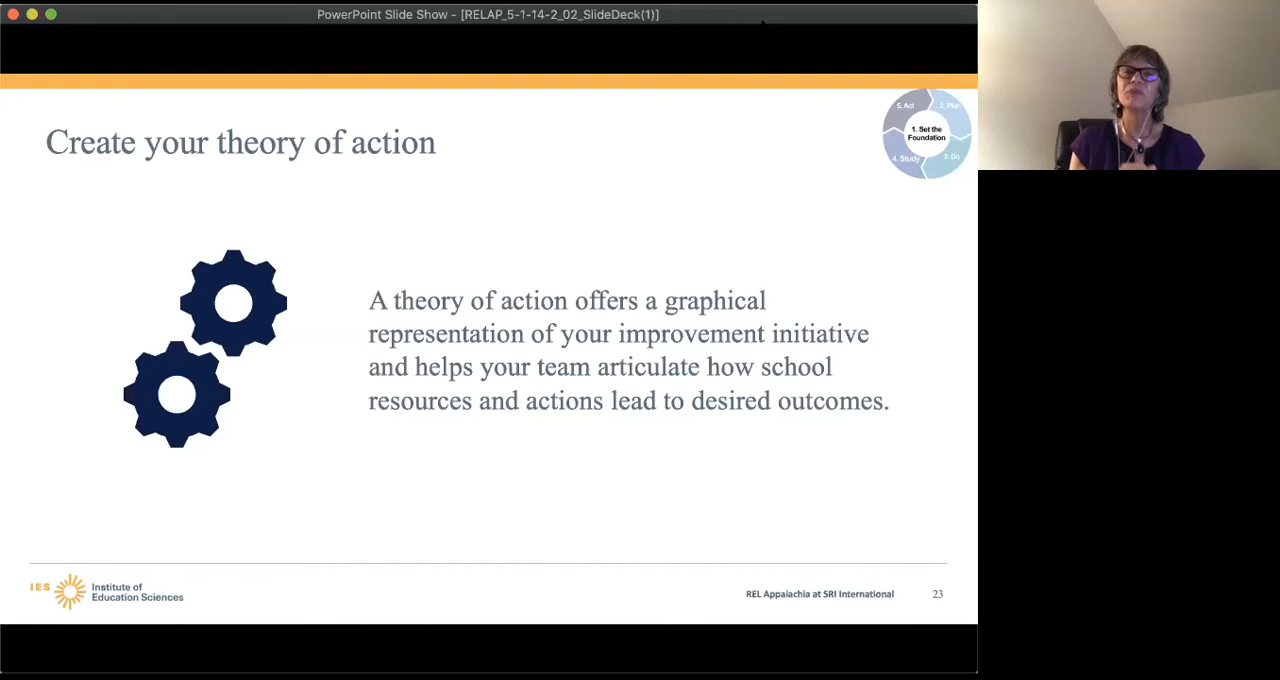 PowerPoint Slide Show - [RELAP_5-1-14-2_02_SlideDeck(1)]
Create your theory of action
5. Act
2. Plan
1. Set the
Foundation
4. Study
3. Do
A theory of action offers a graphical
representation of your improvement initiative
and helps your team articulate how school
resources and actions lead to desired outcomes.
IES
Institute of
Education Sciences
REL Appalachia at SRI International
23